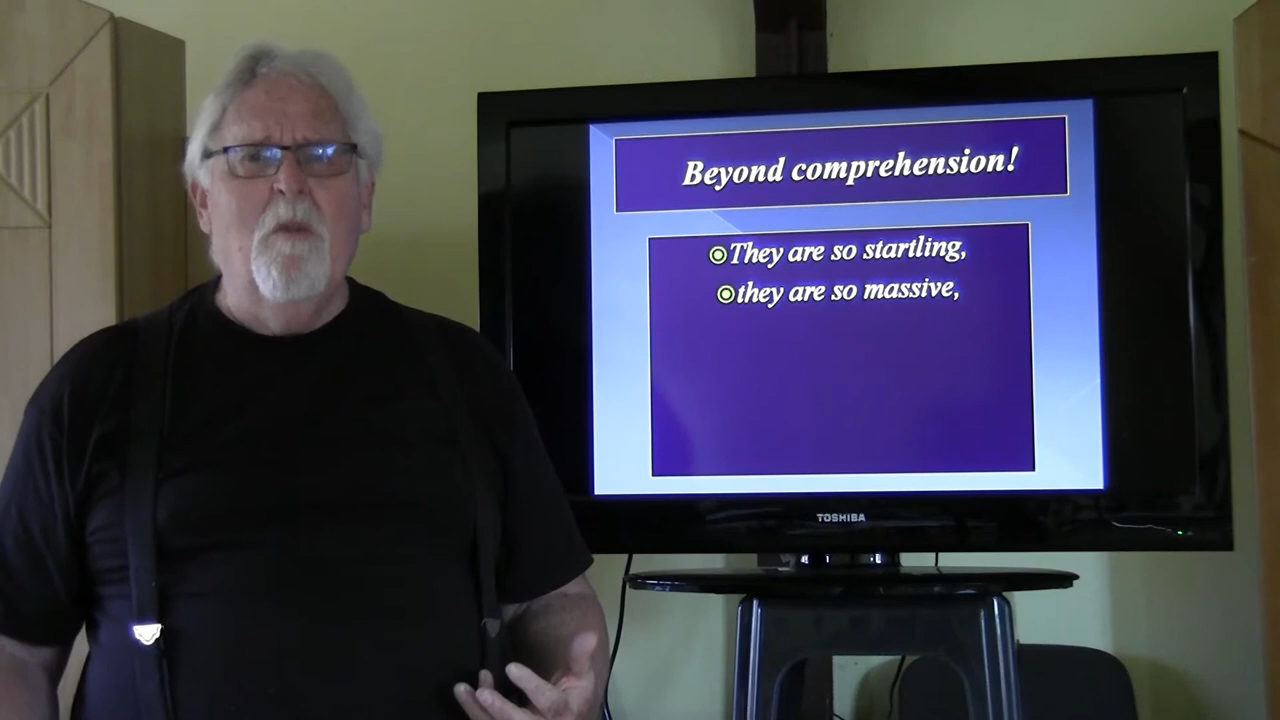 Beyond comprehension!
They are so startling,
they are so massive,
TOSHIBA